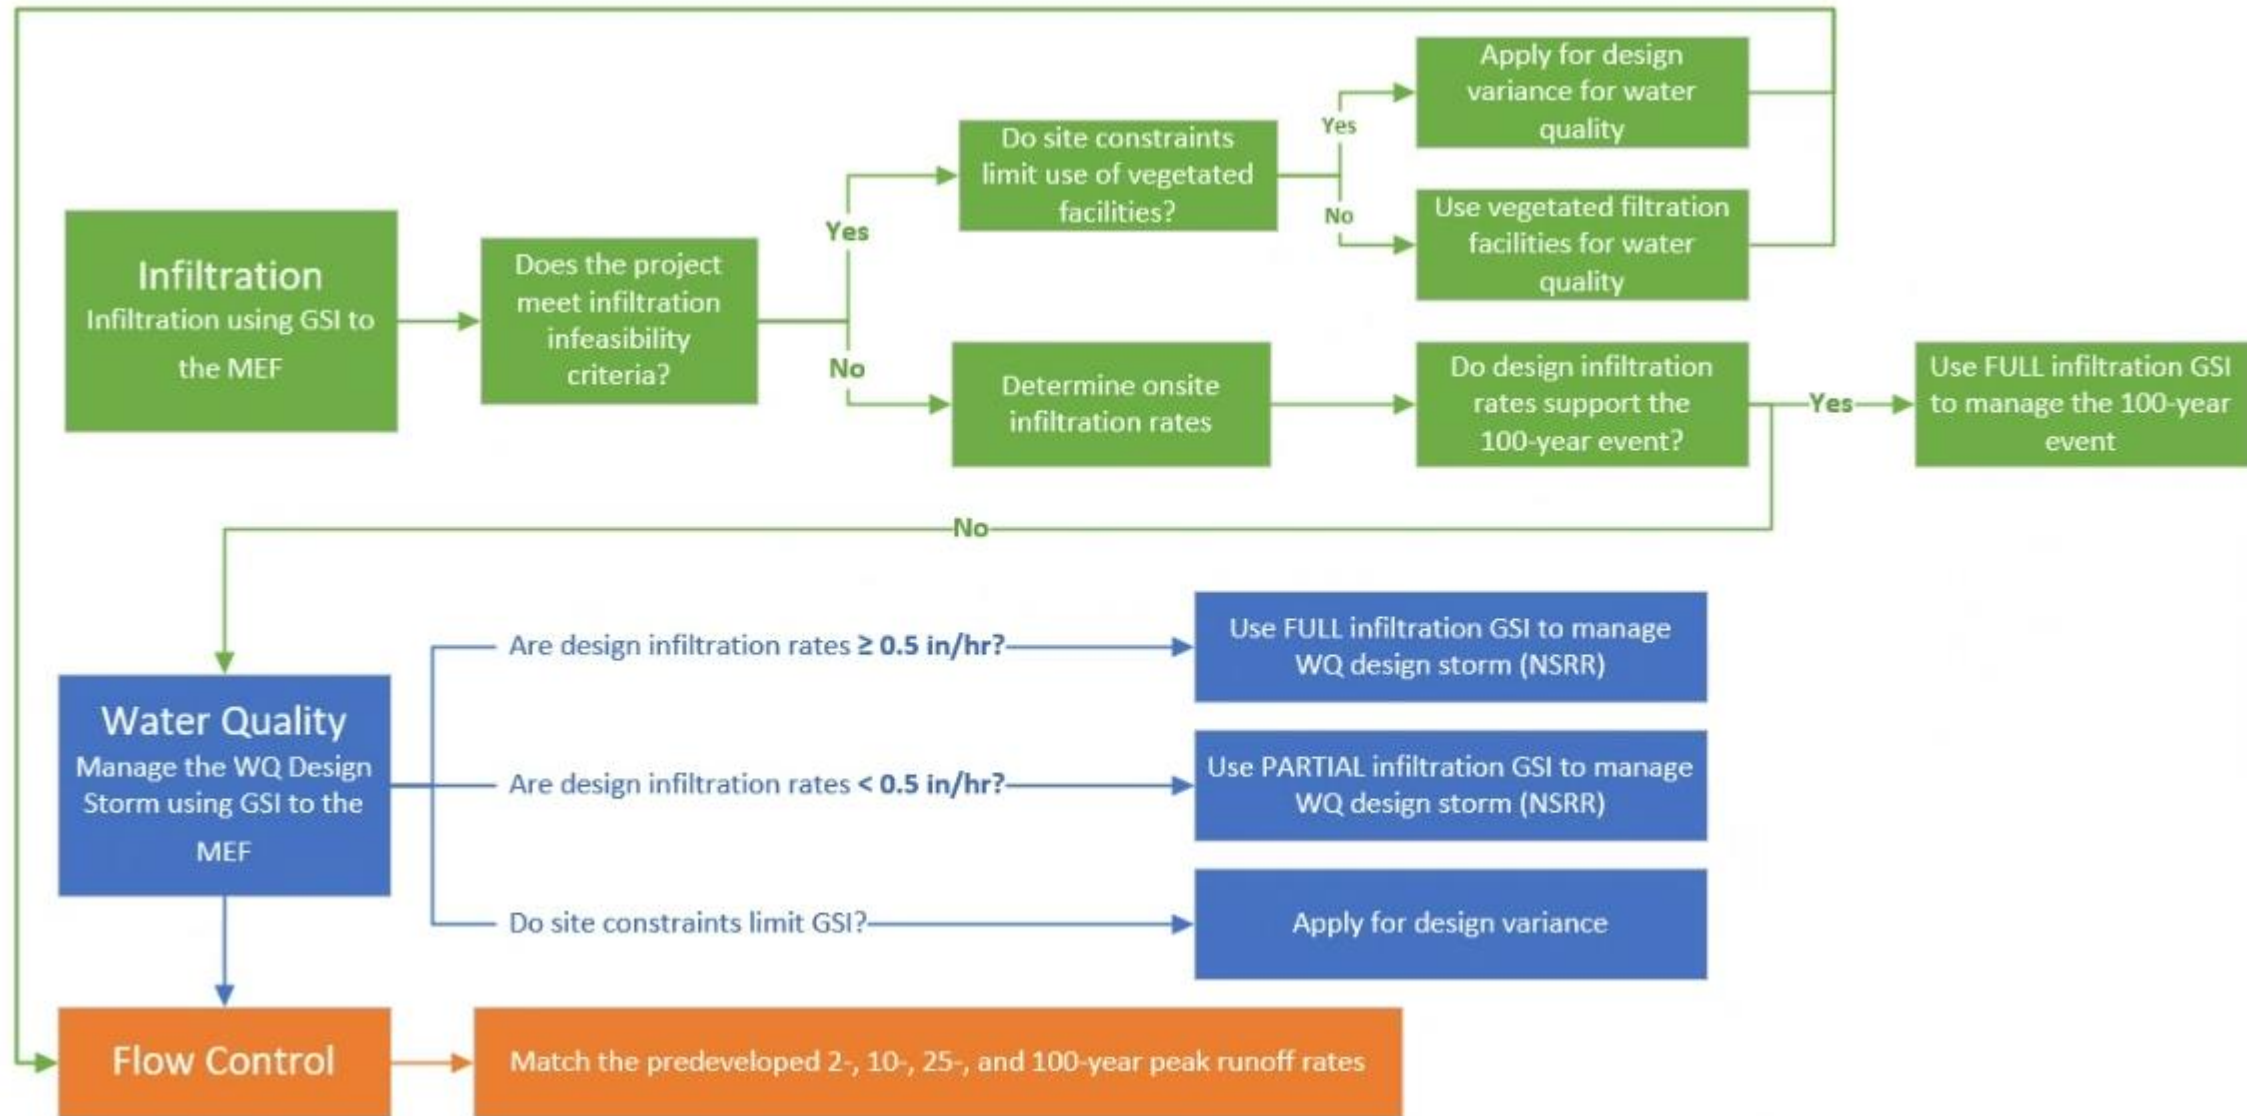 Apply for design
variance for water
quality
Yes
Do site constraints
limit use of vegetated
facilities?
No
Use vegetated filtration
facilities for water
quality
Infiltration
Infiltration using GSI to
the MEF
Does the project
meet infiltration
infeasibility
criteria?
Yes
No
Determine onsite
infiltration rates
Do design infiltration
rates support the
100-year event?
Yes
Use FULL infiltration GSI
to manage the 100-year
event
No
Water Quality
Manage the WQ Design
Storm using GSI to the
MEF
Are design infiltration rates ≥ 0.5 in/hr?
Use FULL infiltration GSI to manage
WQ design storm (NSRR)
Are design infiltration rates < 0.5 in/hr?
Use PARTIAL infiltration GSI to manage
WQ design storm (NSRR)
Do site constraints limit GSI?
Apply for design variance
Flow Control
Match the predeveloped 2-, 10-, 25-, and 100-year peak runoff rates